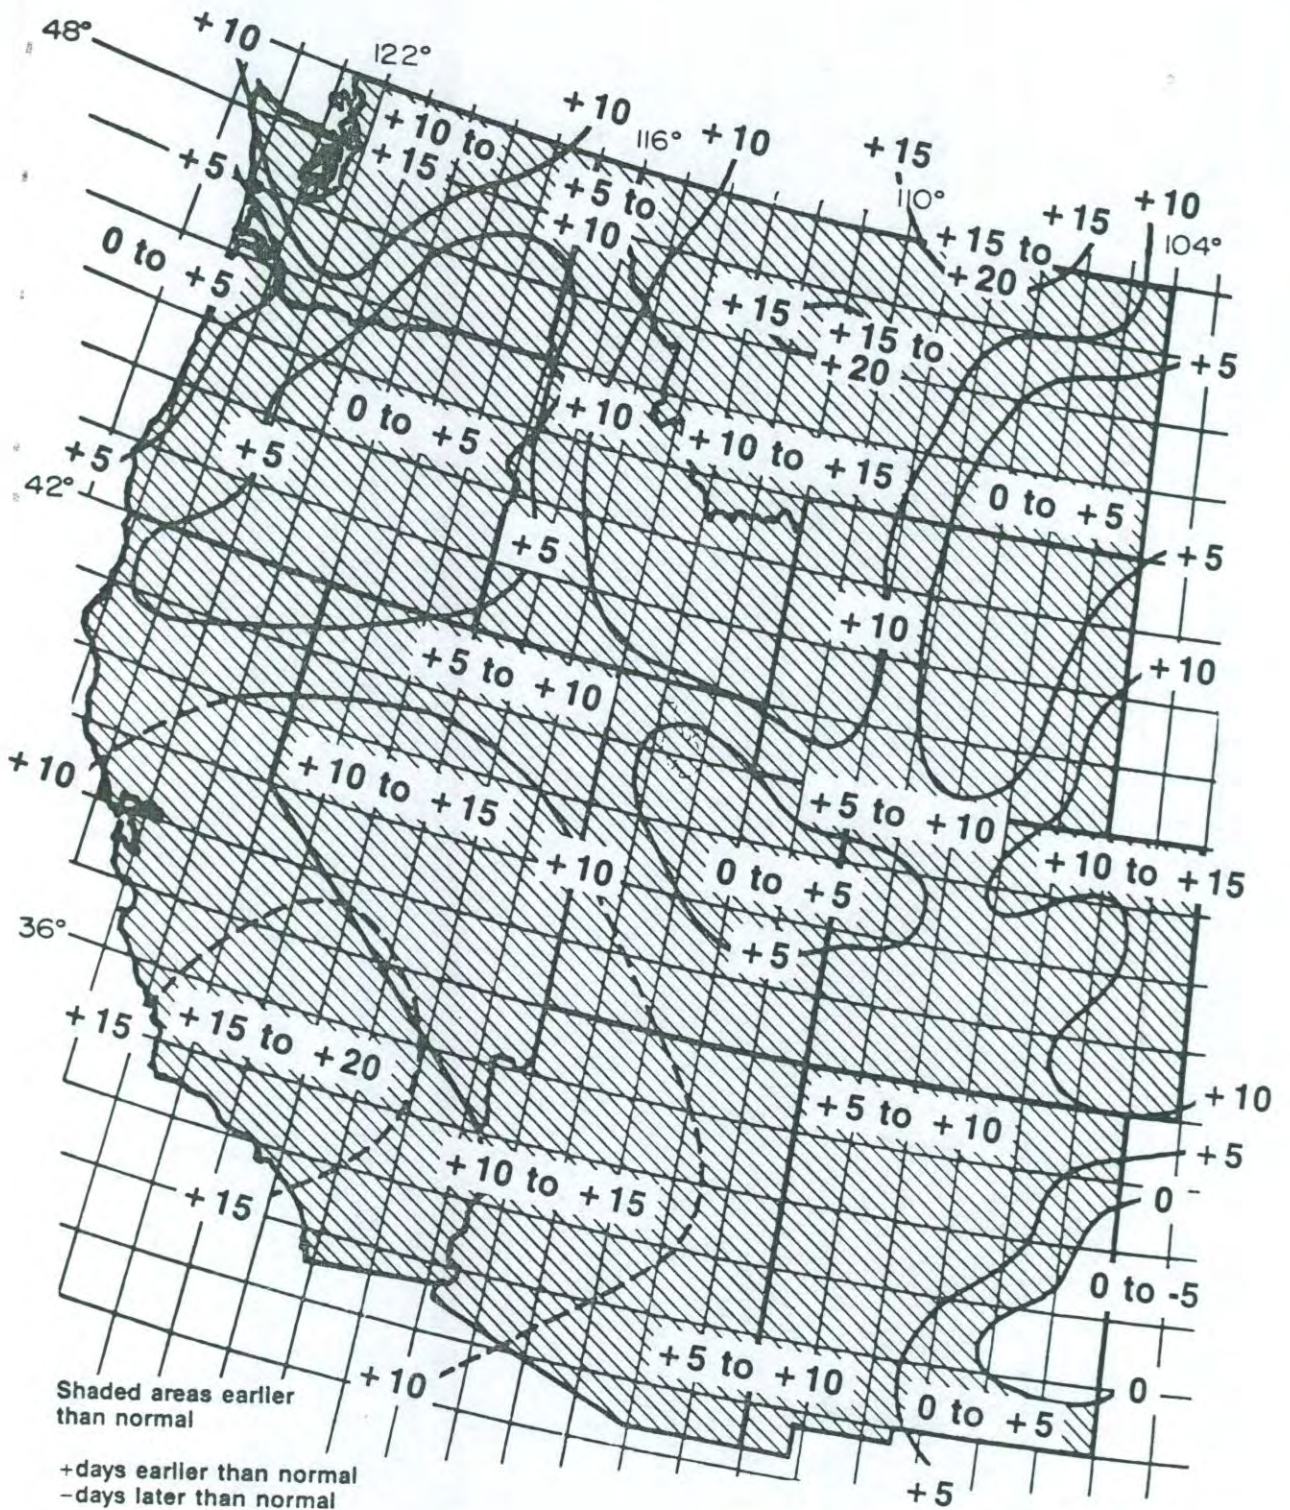 +10
48°
122°
+10
116°
+10
+15
110°
+15
+10
104°
+10 to
+15
+5
+5 to
+10
0 to +5
+15 to
+20
+15
+15 to
+20
+5
+10
0 to +5
+5
+5
+10 to +15
42°
0 to +5
+5
+5
+10
+10
+5 to +10
+10
+10 to +15
+5 to +10
+10
0 to +5
+10 to +15
36°
+5
+15
+15 to +20
+10
+5 to +10
+5
+10 to +15
0
+15
0 to -5
+5 to +10
+10
0
0 to +5
Shaded areas earlier
than normal
+5
+days earlier than normal
-days later than normal